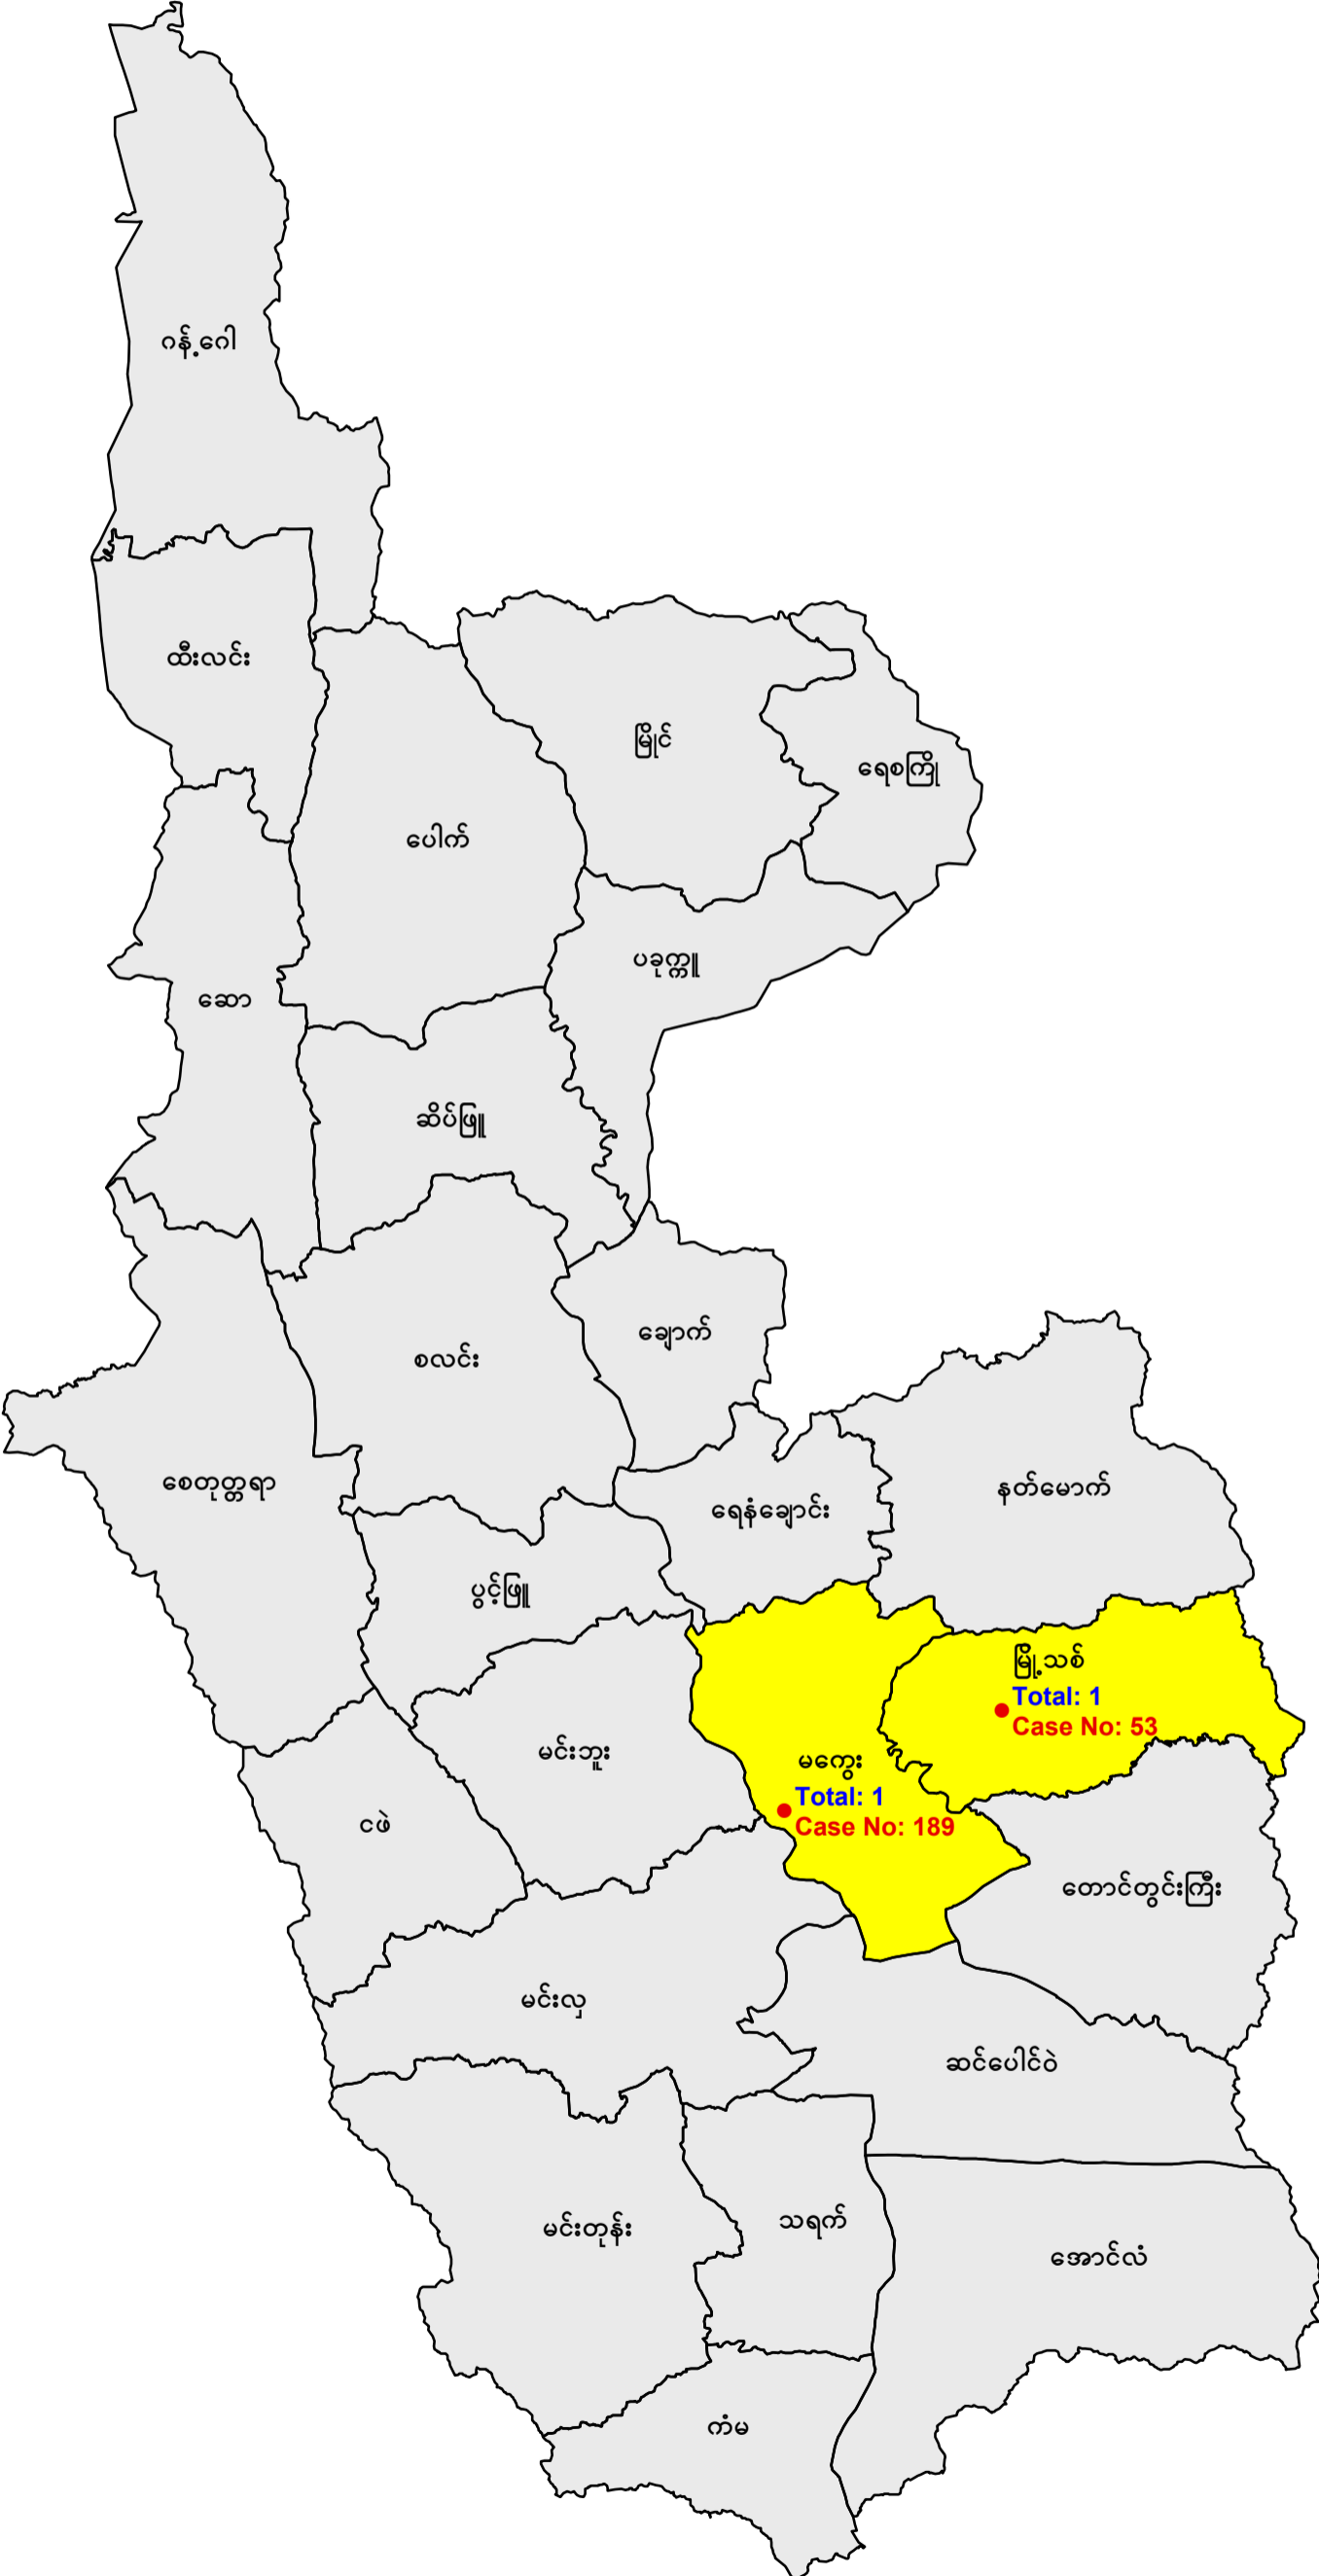 ဂန့်ဂေါ
ထီးလင်း
မြိုင်
ရေစကြို
ပေါက်
ပခုက္ကူ
ဆော
ဆိပ်ဖြူ
ချောက်
စလင်း
စေတုတ္တရာ
နတ်မောက်
ရေနံချောင်း
ပွင့်ဖြူ
မြို့သစ်
Total: 1
Case No: 53
မင်းဘူး
မကွေး
Total: 1
Case No: 189
ငဖဲ
တောင်တွင်းကြီး
မင်းလှ
ဆင်ပေါင်ဝဲ
သရက်
မင်းတုန်း
အောင်လံ
ကံမ